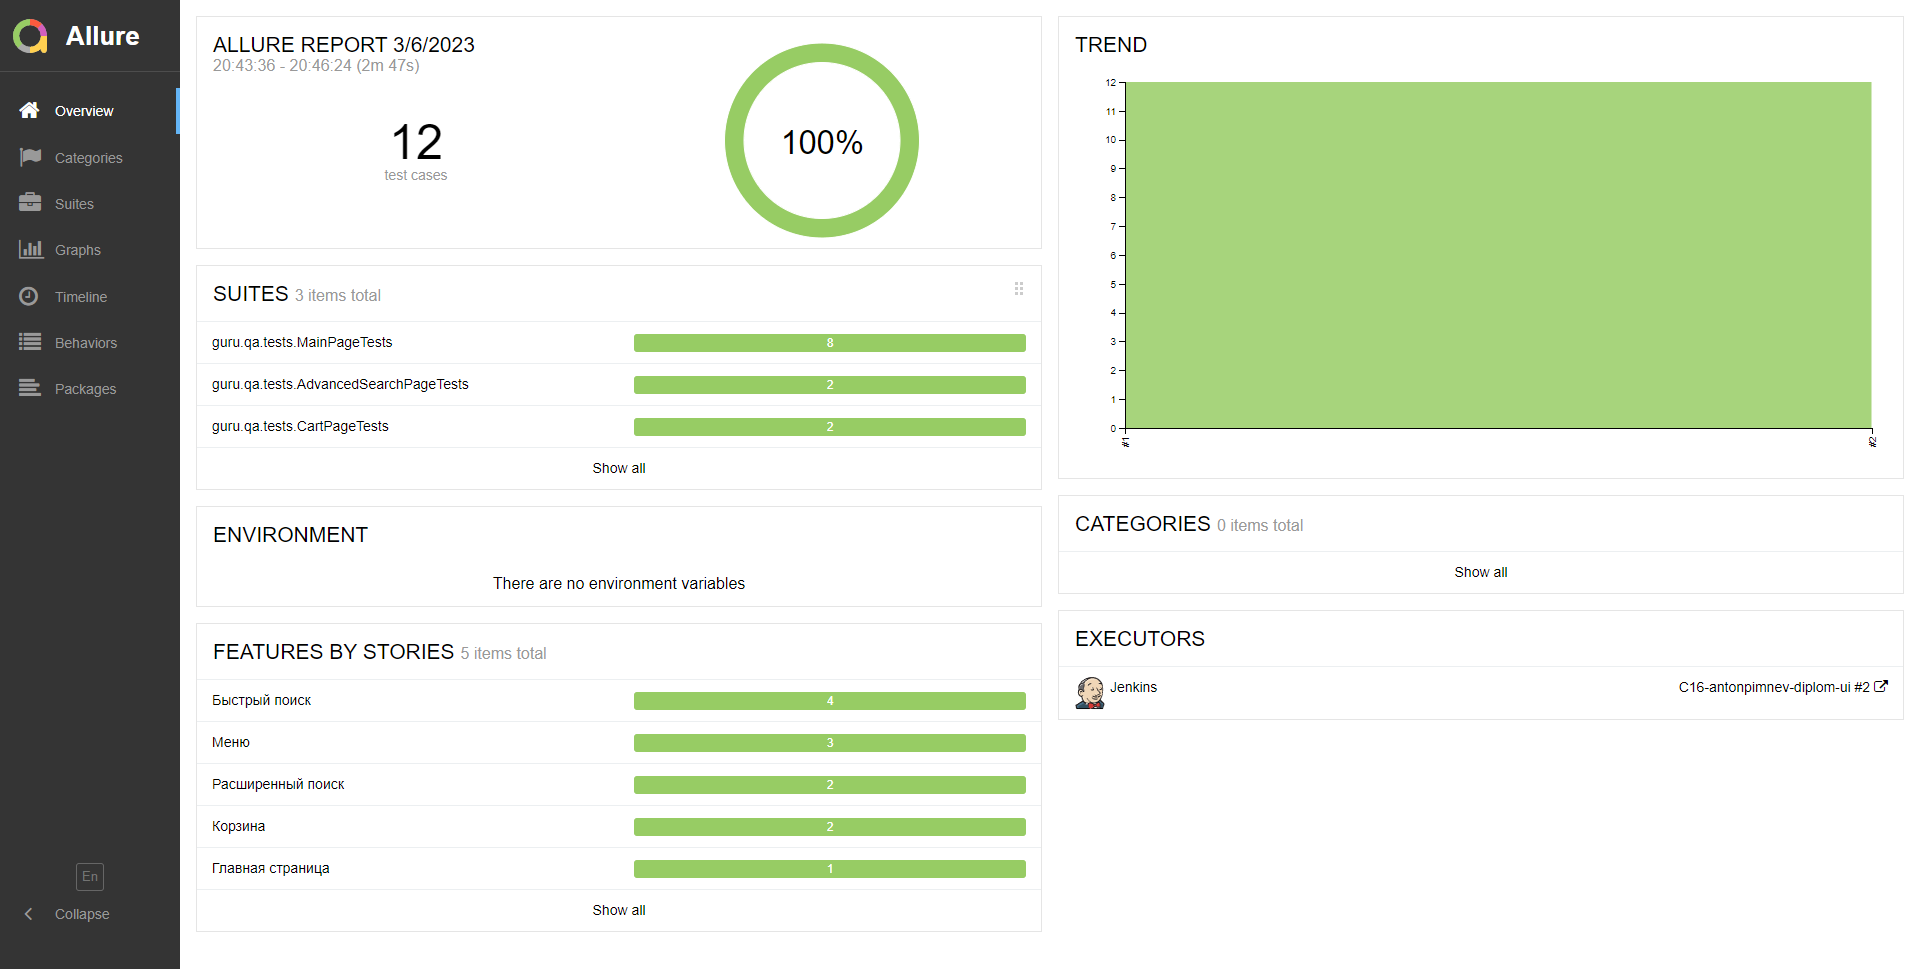 Allure
Overview
Categories
Suites
Graphs
Timeline
Behaviors
Packages
En
Collapse
ALLURE REPORT 3/6/2023
20:43:36 - 20:46:24 (2m 47s)
12
test cases
100%
SUITES 3 items total
guru.qa.tests.MainPageTests 8
guru.qa.tests.AdvancedSearchPageTests 2
guru.qa.tests.CartPageTests 2
Show all
ENVIRONMENT
There are no environment variables
FEATURES BY STORIES 5 items total
Быстрый поиск 4
Меню 3
Расширенный поиск 2
Корзина 2
Главная страница 1
Show all
TREND
12
11
10
9
8
7
6
5
4
3
2
1
0
#1 #2
CATEGORIES 0 items total
Show all
EXECUTORS
Jenkins C16-antonpimnev-diplom-ui #2